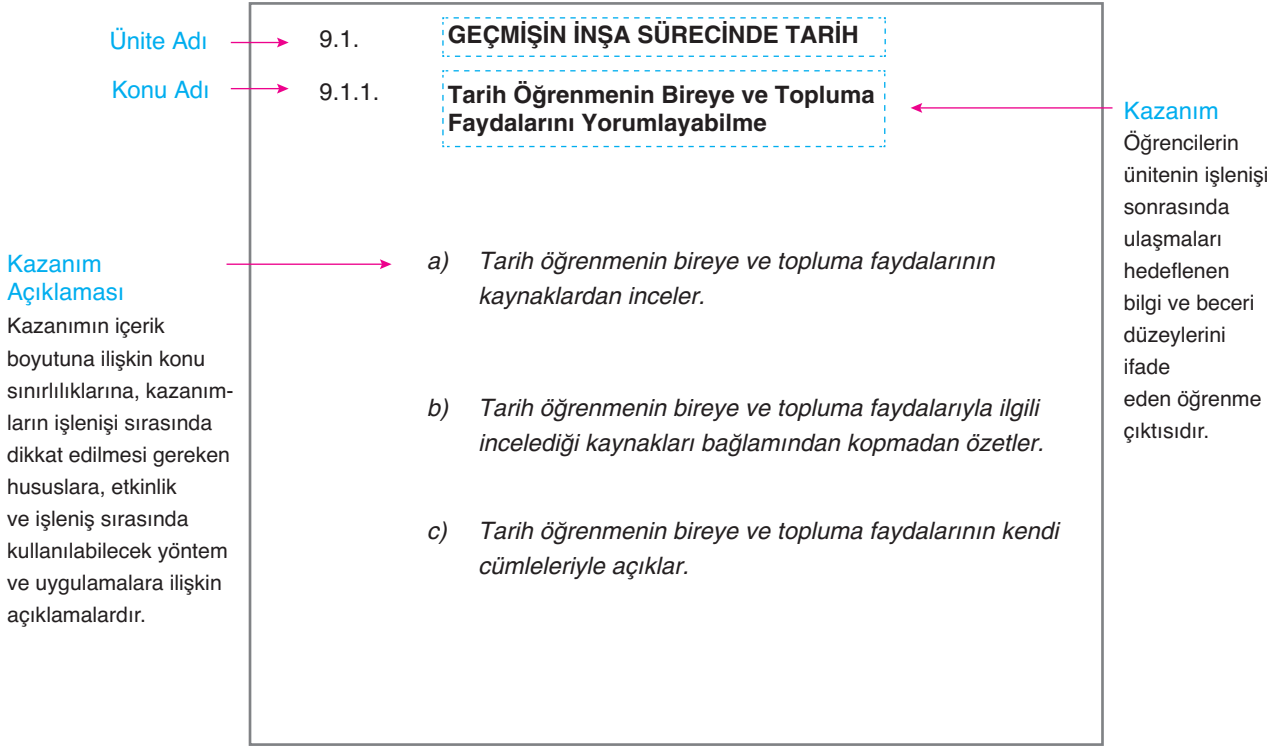 Ünite Adı
9.1.
GEÇMİŞİN İNŞA SÜRECİNDE TARİH
Konu Adı
9.1.1.
Tarih Öğrenmenin Bireye ve Topluma
Faydalarını Yorumlayabilme
Kazanım
Öğrencilerin
ünitenin işlenişi
sonrasında
ulaşmaları
hedeflenen
bilgi ve beceri
düzeylerini
ifade
eden öğrenme
çıktısıdır.
Kazanım
Açıklaması
Kazanımın içerik
boyutuna ilişkin konu
sınırlılıklarına, kazanım-
ların işlenişi sırasında
dikkat edilmesi gereken
hususlara, etkinlik
ve işleniş sırasında
kullanılabilecek yöntem
ve uygulamalara ilişkin
açıklamalardır.
a) Tarih öğrenmenin bireye ve topluma faydalarının
kaynaklardan inceler.
b) Tarih öğrenmenin bireye ve topluma faydalarıyla ilgili
incelediği kaynakları bağlamından kopmadan özetler.
c) Tarih öğrenmenin bireye ve topluma faydalarının kendi
cümleleriyle açıklar.